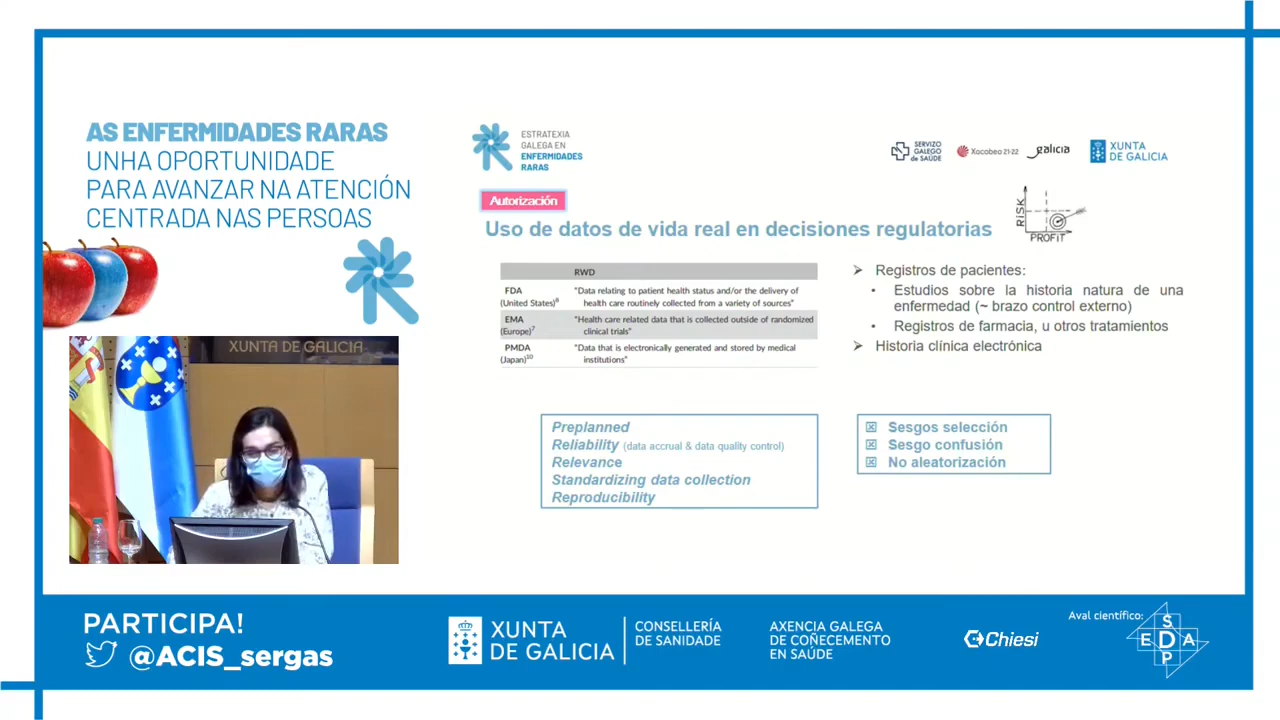 AS ENFERMIDADES RARAS
UNHA OPORTUNIDADE
PARA AVANZAR NA ATENCIÓN
CENTRADA NAS PERSOAS
XUNTA DE GALICIA
ESTRATEXIA
GALEGA EN
ENFERMIDADES
RARAS
SERVIZO
GALEGO
de SAÚDE
Xacobeo 21·22
galicia
XUNTA
DE GALICIA
Autorización
Uso de datos de vida real en decisiones regulatorias
RISK
PROFIT
RWD
FDA
(United States)6
"Data relating to patient health status and/or the delivery of
health care routinely collected from a variety of sources"
EMA
(Europe)7
"Health care related data that is collected outside of randomized
clinical trials"
PMDA
(Japan)10
"Data that is electronically generated and stored by medical
institutions"
➢ Registros de pacientes:
• Estudios sobre la historia natura de una
enfermedad (~ brazo control externo)
• Registros de farmacia, u otros tratamientos
➢ Historia clínica electrónica
Preplanned
Reliability (data accrual & data quality control)
Relevance
Standardizing data collection
Reproducibility
☒ Sesgos selección
☒ Sesgo confusión
☒ No aleatorización
PARTICIPA!
@ACIS_sergas
XUNTA
DE GALICIA
CONSELLERÍA
DE SANIDADE
AXENCIA GALEGA
DE COÑECEMENTO
EN SAÚDE
Chiesi
Aval científico:
S
E D A
P